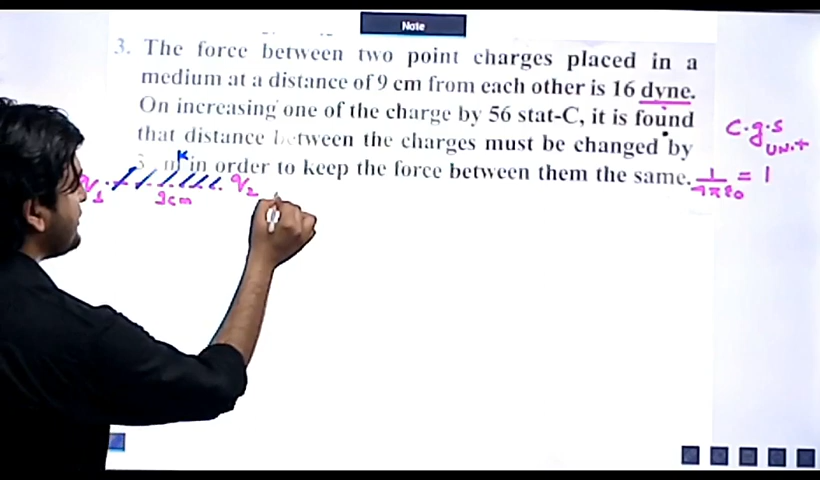 Note
3. The force between two point charges placed in a
medium at a distance of 9 cm from each other is 16 dyne.
On increasing one of the charge by 56 stat-C, it is found
that distance between the charges must be changed by
in order to keep the force between them the same.
C.g.s
Unit
1/4πε0 = 1
K
q1 q2
9cm